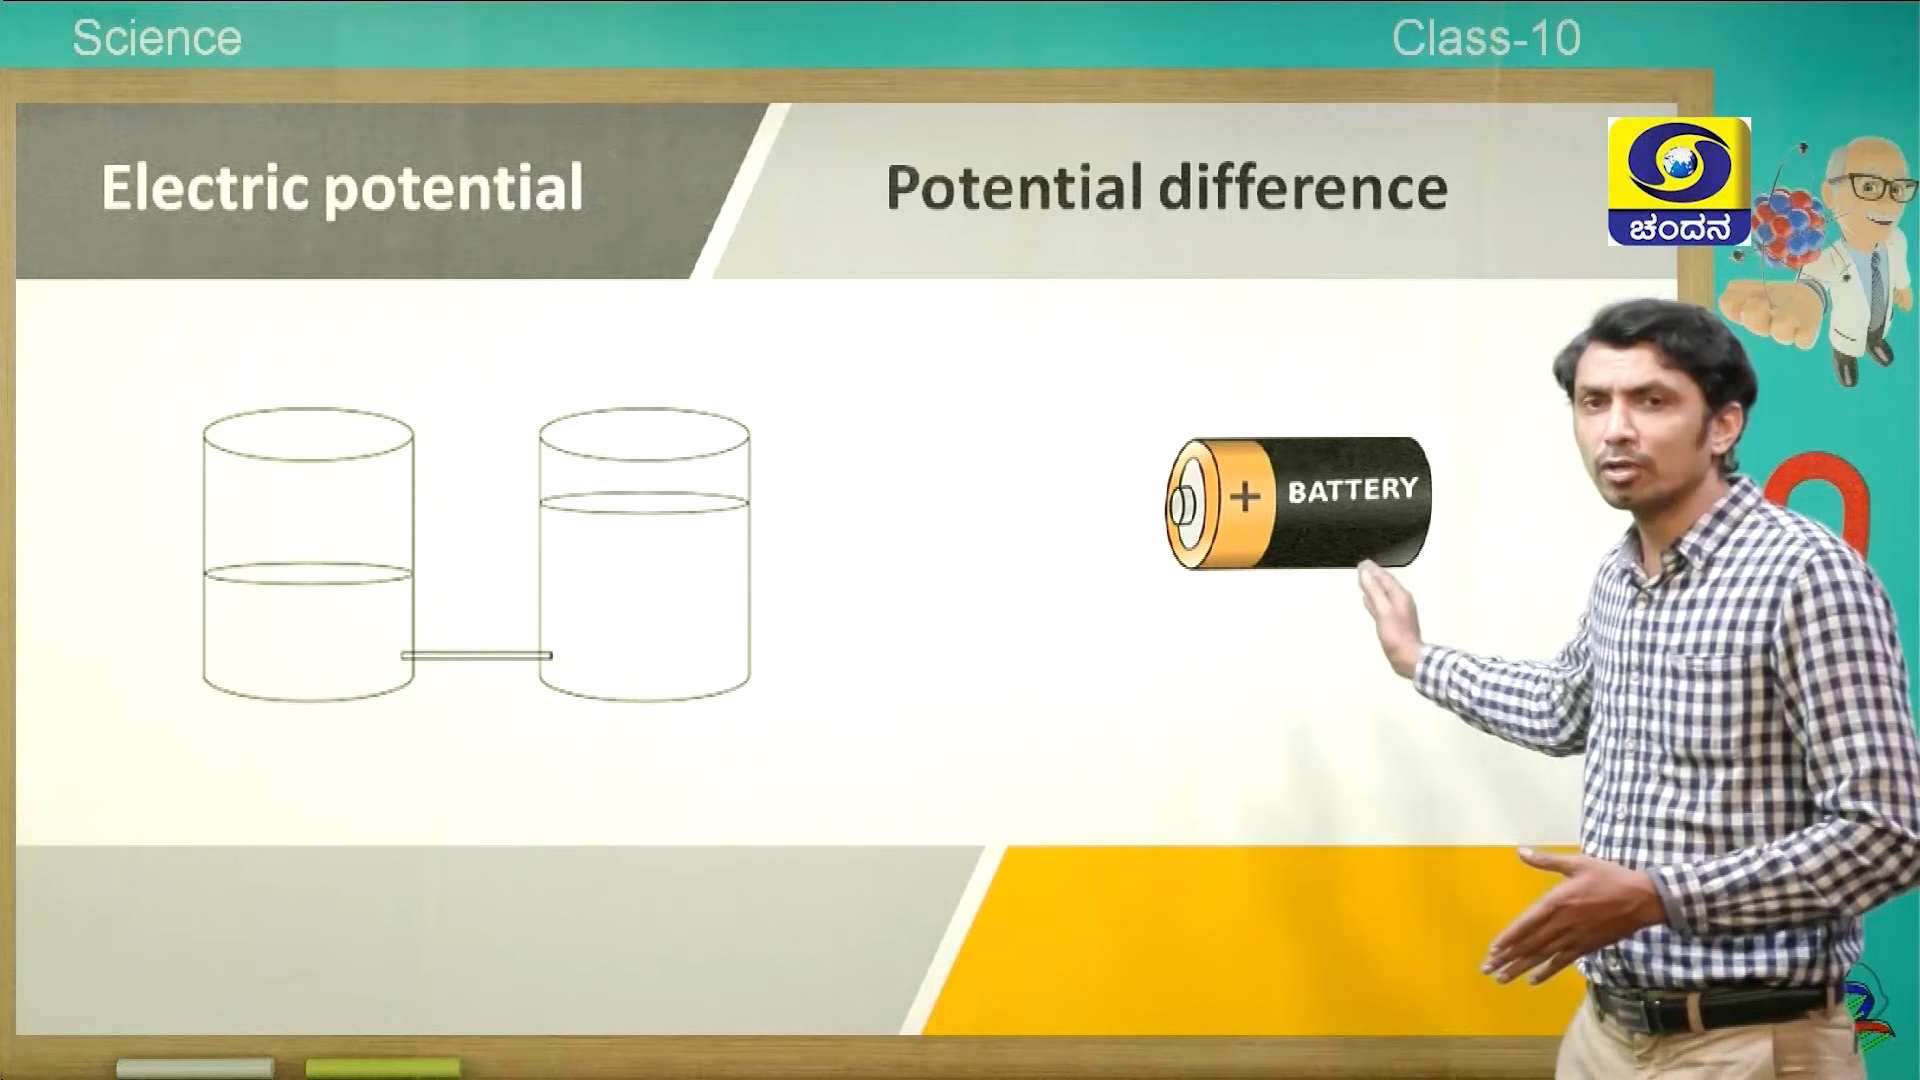 Science
Class-10
Electric potential
Potential difference
ಚಂದನ
+ BATTERY